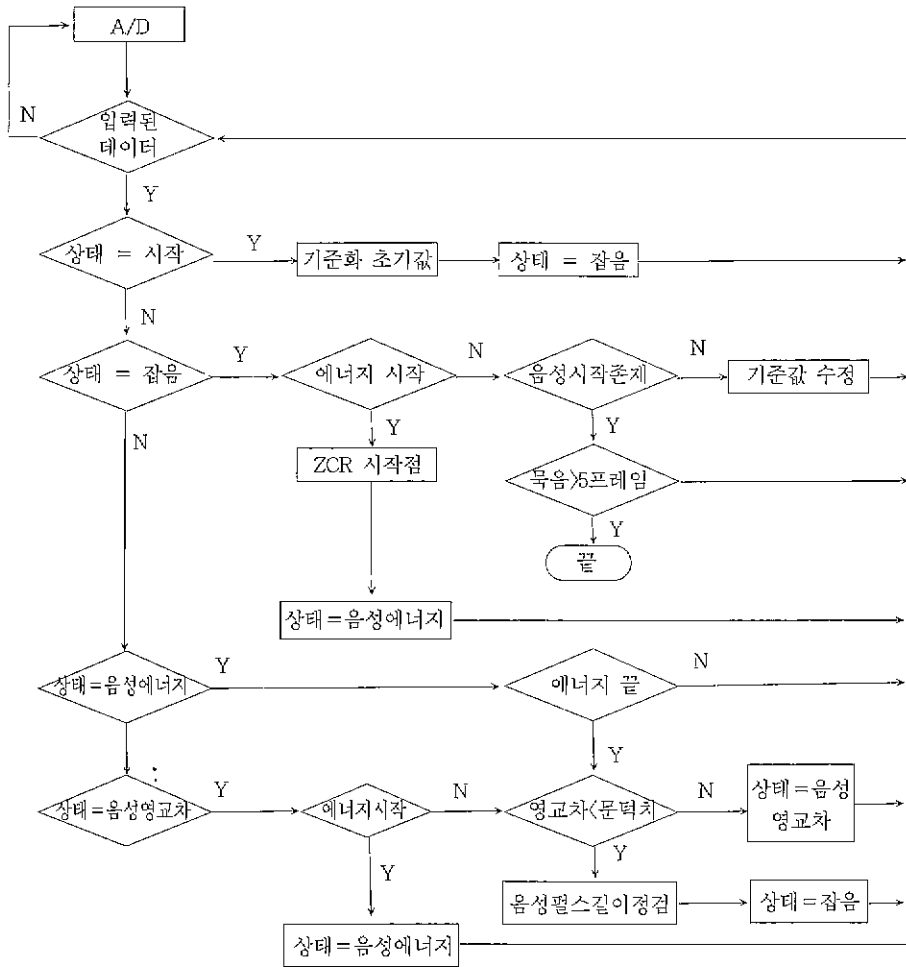 A/D
N
입력된
데이터
Y
상태 = 시작
Y
기준화 초기값
상태 = 잡음
N
상태 = 잡음
Y
에너지 시작
N
음성시작존재
N
기준값 수정
N
Y
Y
ZCR 시작점
묵음>5프레임
Y
끝
상태=음성에너지
상태=음성에너지
Y
에너지 끝
N
Y
상태=음성영교차
Y
에너지시작
N
영교차<문턱치
N
상태=음성
영교차
Y
Y
음성펄스길이점검
상태=잡음
상태=음성에너지